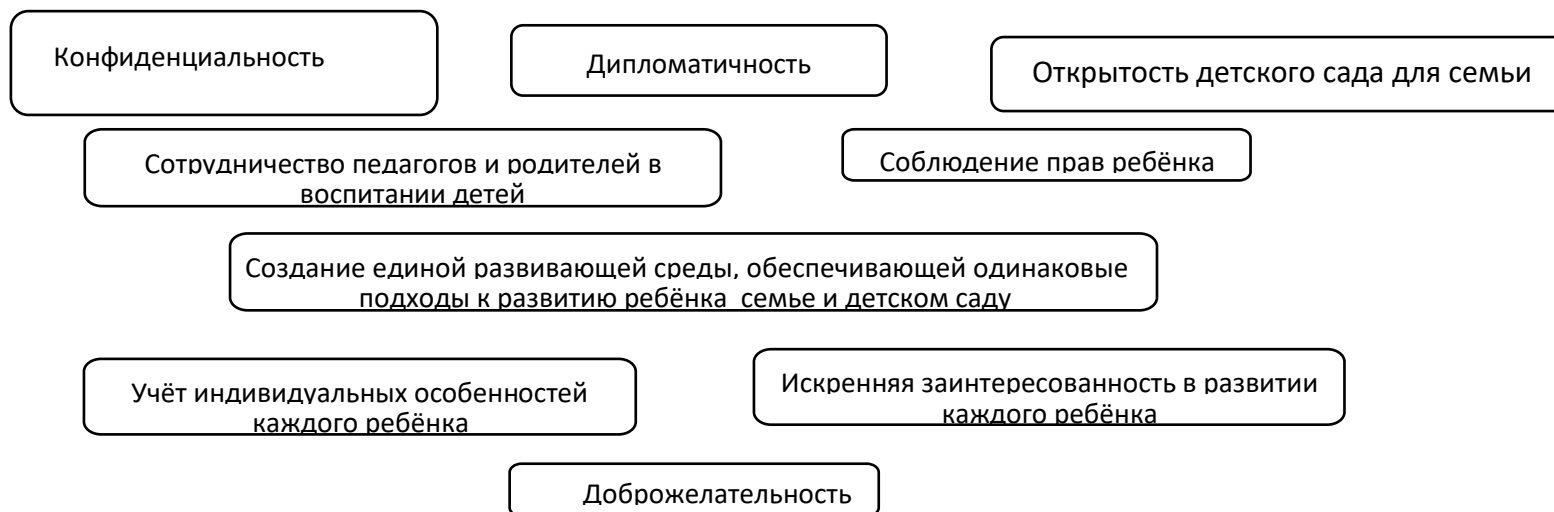 Конфиденциальность
Дипломатичность
Открытость детского сада для семьи
Сотрудничество педагогов и родителей в
воспитании детей
Соблюдение прав ребёнка
Создание единой развивающей среды, обеспечивающей одинаковые
подходы к развитию ребёнка  семье и детском саду
Учёт индивидуальных особенностей
каждого ребёнка
Искренняя заинтересованность в развитии
каждого ребёнка
Доброжелательность